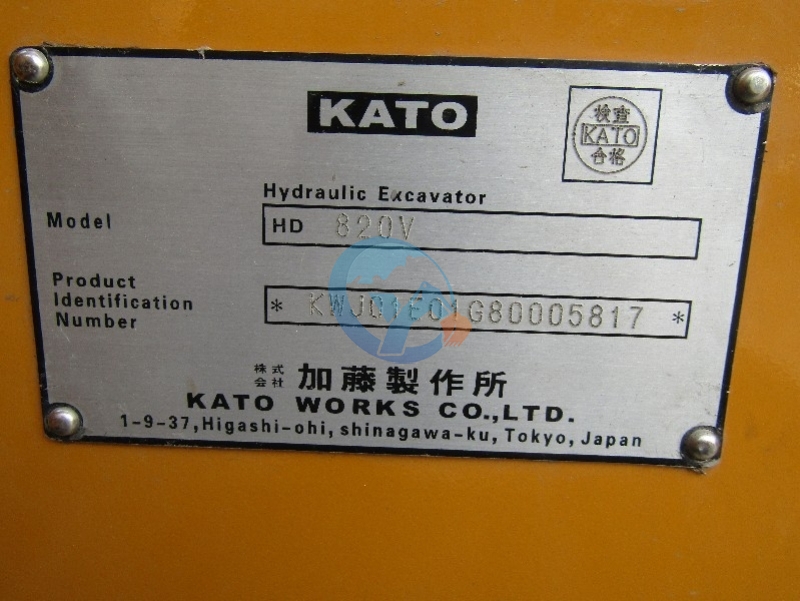 KATO
検査
KATO
合格
Hydraulic Excavator
Model
HD 820V
Product
Identification
Number
* KWJ01E01G80005817 *
株式
会社
加藤製作所
KATO WORKS CO.,LTD.
1-9-37,Higashi-ohi, shinagawa-ku, Tokyo, Japan